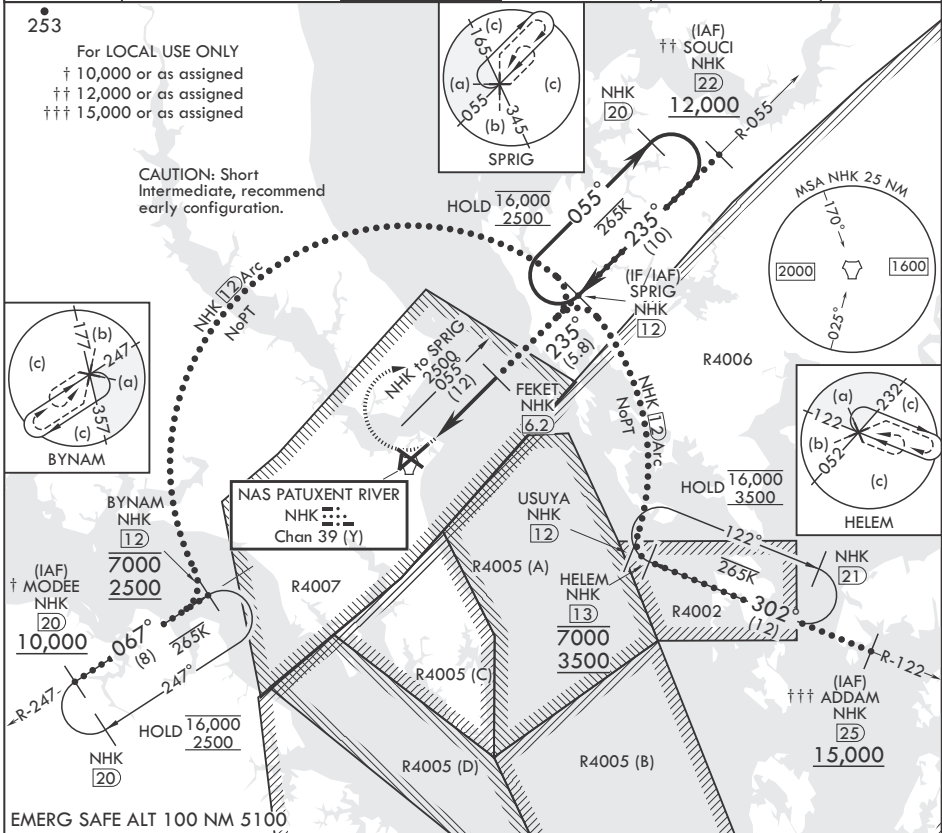 253
For LOCAL USE ONLY
† 10,000 or as assigned
†† 12,000 or as assigned
††† 15,000 or as assigned
CAUTION: Short
Intermediate, recommend
early configuration.
(c)
165
(a)
(c)
055
345
(b)
SPRIG
(IAF)
†† SOUCI
NHK
22
12,000
NHK
20
R-055
HOLD 16,000
2500
055°
265K
235°
(10)
MSA NHK 25 NM
170°
2000
1600
025°
(IF/IAF)
SPRIG
NHK
12
235°
(5.8)
NHK 12 Arc
NoPT
NHK to SPRIG
2500
055
(12)
FEKET
NHK
6.2
NHK 12 Arc
NoPT
R4006
177
(b)
247
(c)
(a)
357
(c)
BYNAM
(a)
232
(c)
122
(b)
052
(c)
HELEM
NAS PATUXENT RIVER
NHK
Chan 39 (Y)
USUYA
NHK
12
HOLD 16,000
3500
122°
265K
NHK
21
BYNAM
NHK
12
7000
2500
R4007
R4005 (A)
HELEM
NHK
13
7000
3500
R4002
302°
(12)
R-122
(IAF)
† MODEE
NHK
20
10,000
067°
(8)
265K
247°
R-247
HOLD 16,000
2500
NHK
20
R4005 (C)
R4005 (D)
R4005 (B)
(IAF)
††† ADDAM
NHK
25
15,000
EMERG SAFE ALT 100 NM 5100